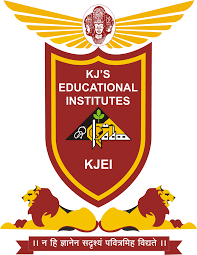 KJ'S
EDUCATIONAL
INSTITUTES
KJEI
।। न हि ज्ञानेन सदृश्यं पवित्रमिह विद्यते ।।